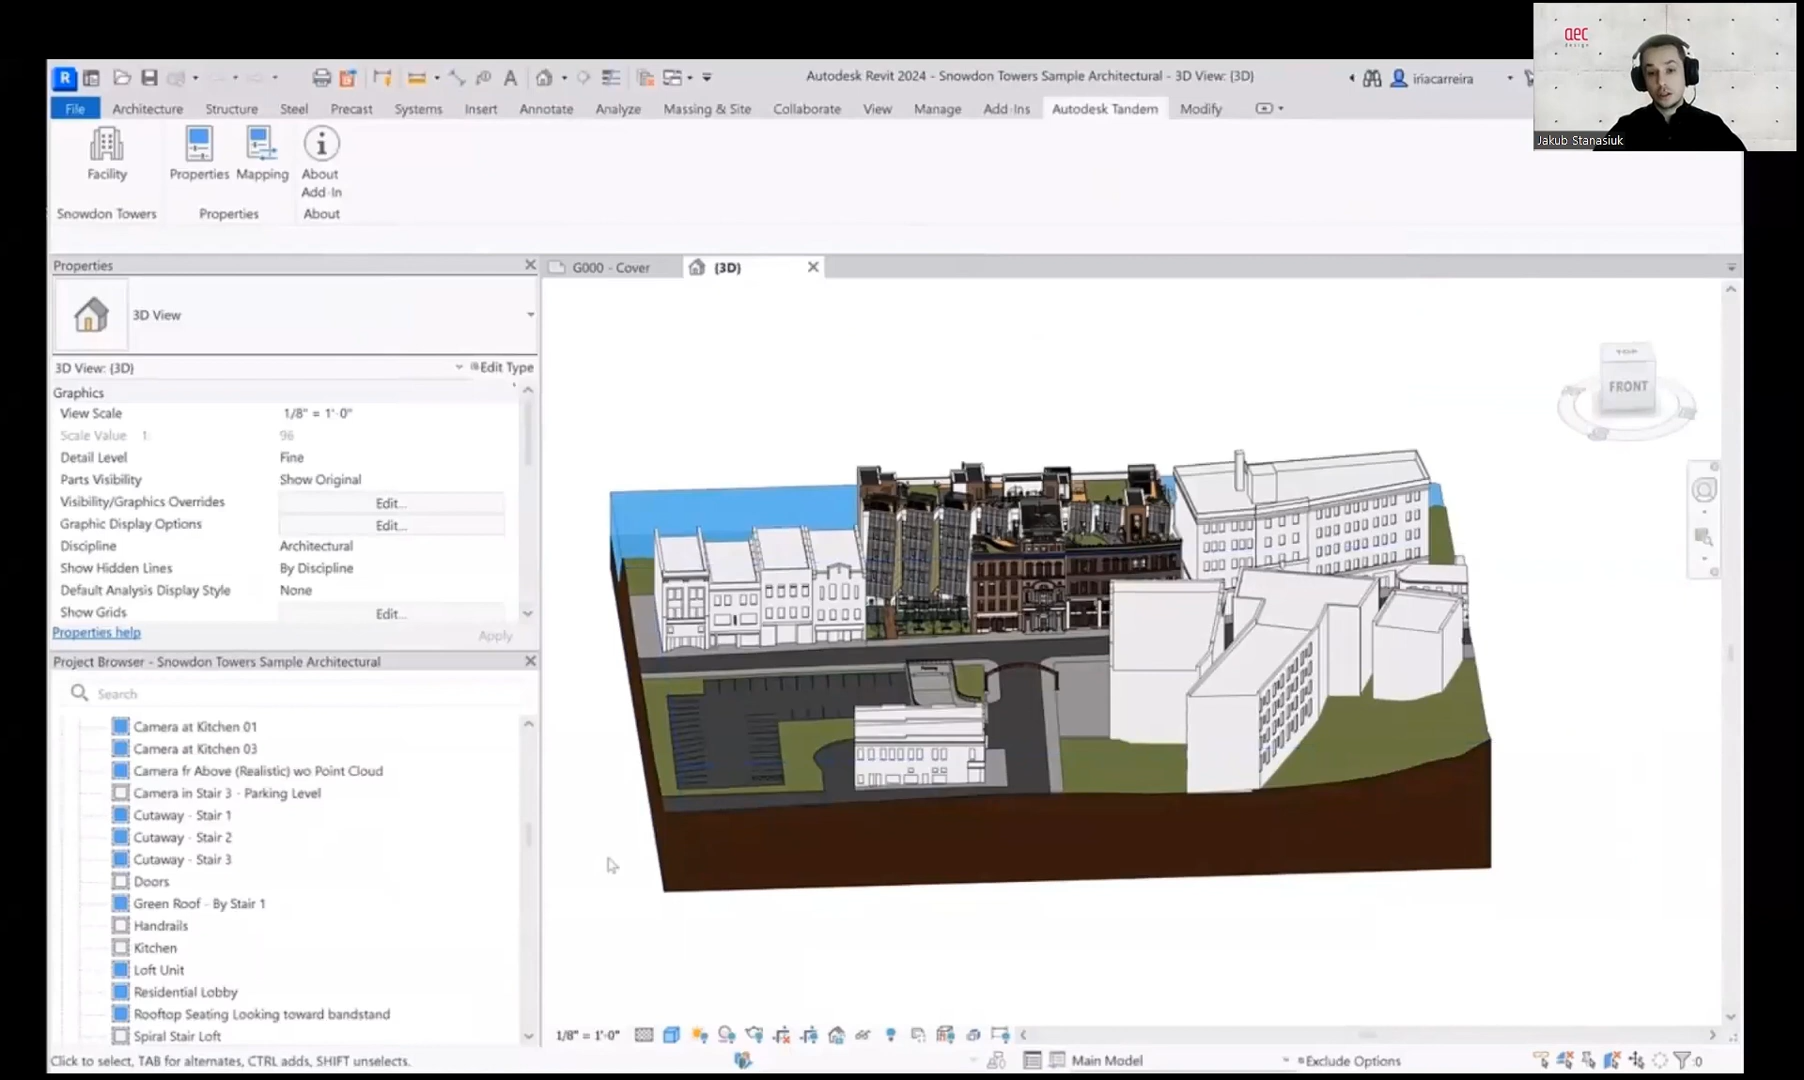 aec
design
Jakub Stanasiuk
Autodesk Revit 2024 - Snowdon Towers Sample Architectural - 3D View: {3D}
iriacarreira
File Architecture Structure Steel Precast Systems Insert Annotate Analyze Massing & Site Collaborate View Manage Add-Ins Autodesk Tandem Modify
Facility Properties Mapping About
Add-In
Snowdon Towers Properties About
Properties
G000 - Cover
{3D}
3D View
3D View: {3D} Edit Type
Graphics
View Scale 1/8" = 1'-0"
Scale Value 1: 96
Detail Level Fine
Parts Visibility Show Original
Visibility/Graphics Overrides Edit...
Graphic Display Options Edit...
Discipline Architectural
Show Hidden Lines By Discipline
Default Analysis Display Style None
Show Grids Edit...
Properties help Apply
Project Browser - Snowdon Towers Sample Architectural
Search
Camera at Kitchen 01
Camera at Kitchen 03
Camera fr Above (Realistic) wo Point Cloud
Camera in Stair 3 - Parking Level
Cutaway - Stair 1
Cutaway - Stair 2
Cutaway - Stair 3
Doors
Green Roof - By Stair 1
Handrails
Kitchen
Loft Unit
Residential Lobby
Rooftop Seating Looking toward bandstand
Spiral Stair Loft
TOP
FRONT
1/8" = 1'-0"
Click to select, TAB for alternates, CTRL adds, SHIFT unselects.
Main Model
Exclude Options
:0